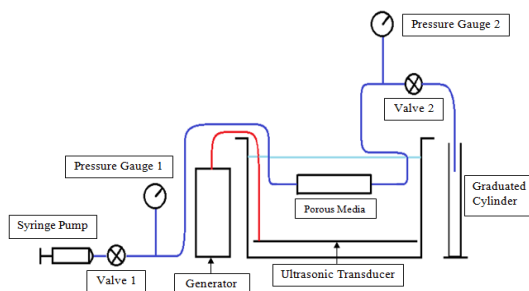 Pressure Gauge 2
Valve 2
Pressure Gauge 1
Graduated
Cylinder
Porous Media
Syringe Pump
Valve 1
Generator
Ultrasonic Transducer